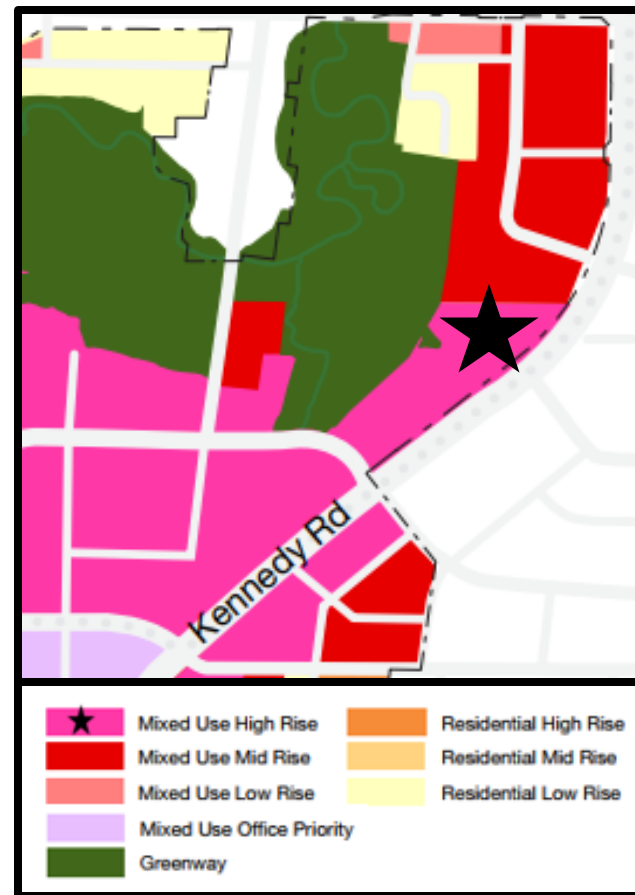 Kennedy Rd
Mixed Use High Rise
Residential High Rise
Mixed Use Mid Rise
Residential Mid Rise
Mixed Use Low Rise
Residential Low Rise
Mixed Use Office Priority
Greenway